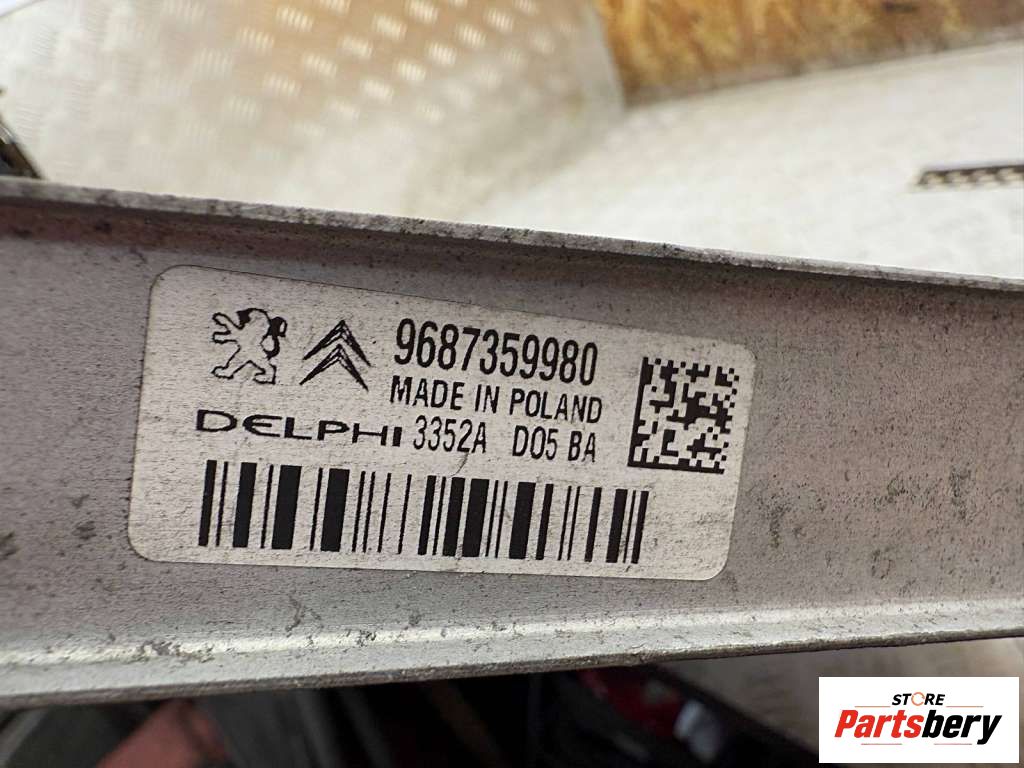 9687359980
MADE IN POLAND
DELPHI 3352A D05 BA
STORE
Partsbery